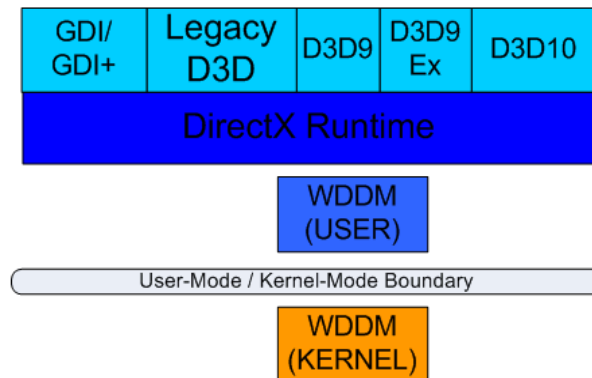 GDI/
GDI+
Legacy
D3D
D3D9
D3D9
Ex
D3D10
DirectX Runtime
WDDM
(USER)
User-Mode / Kernel-Mode Boundary
WDDM
(KERNEL)